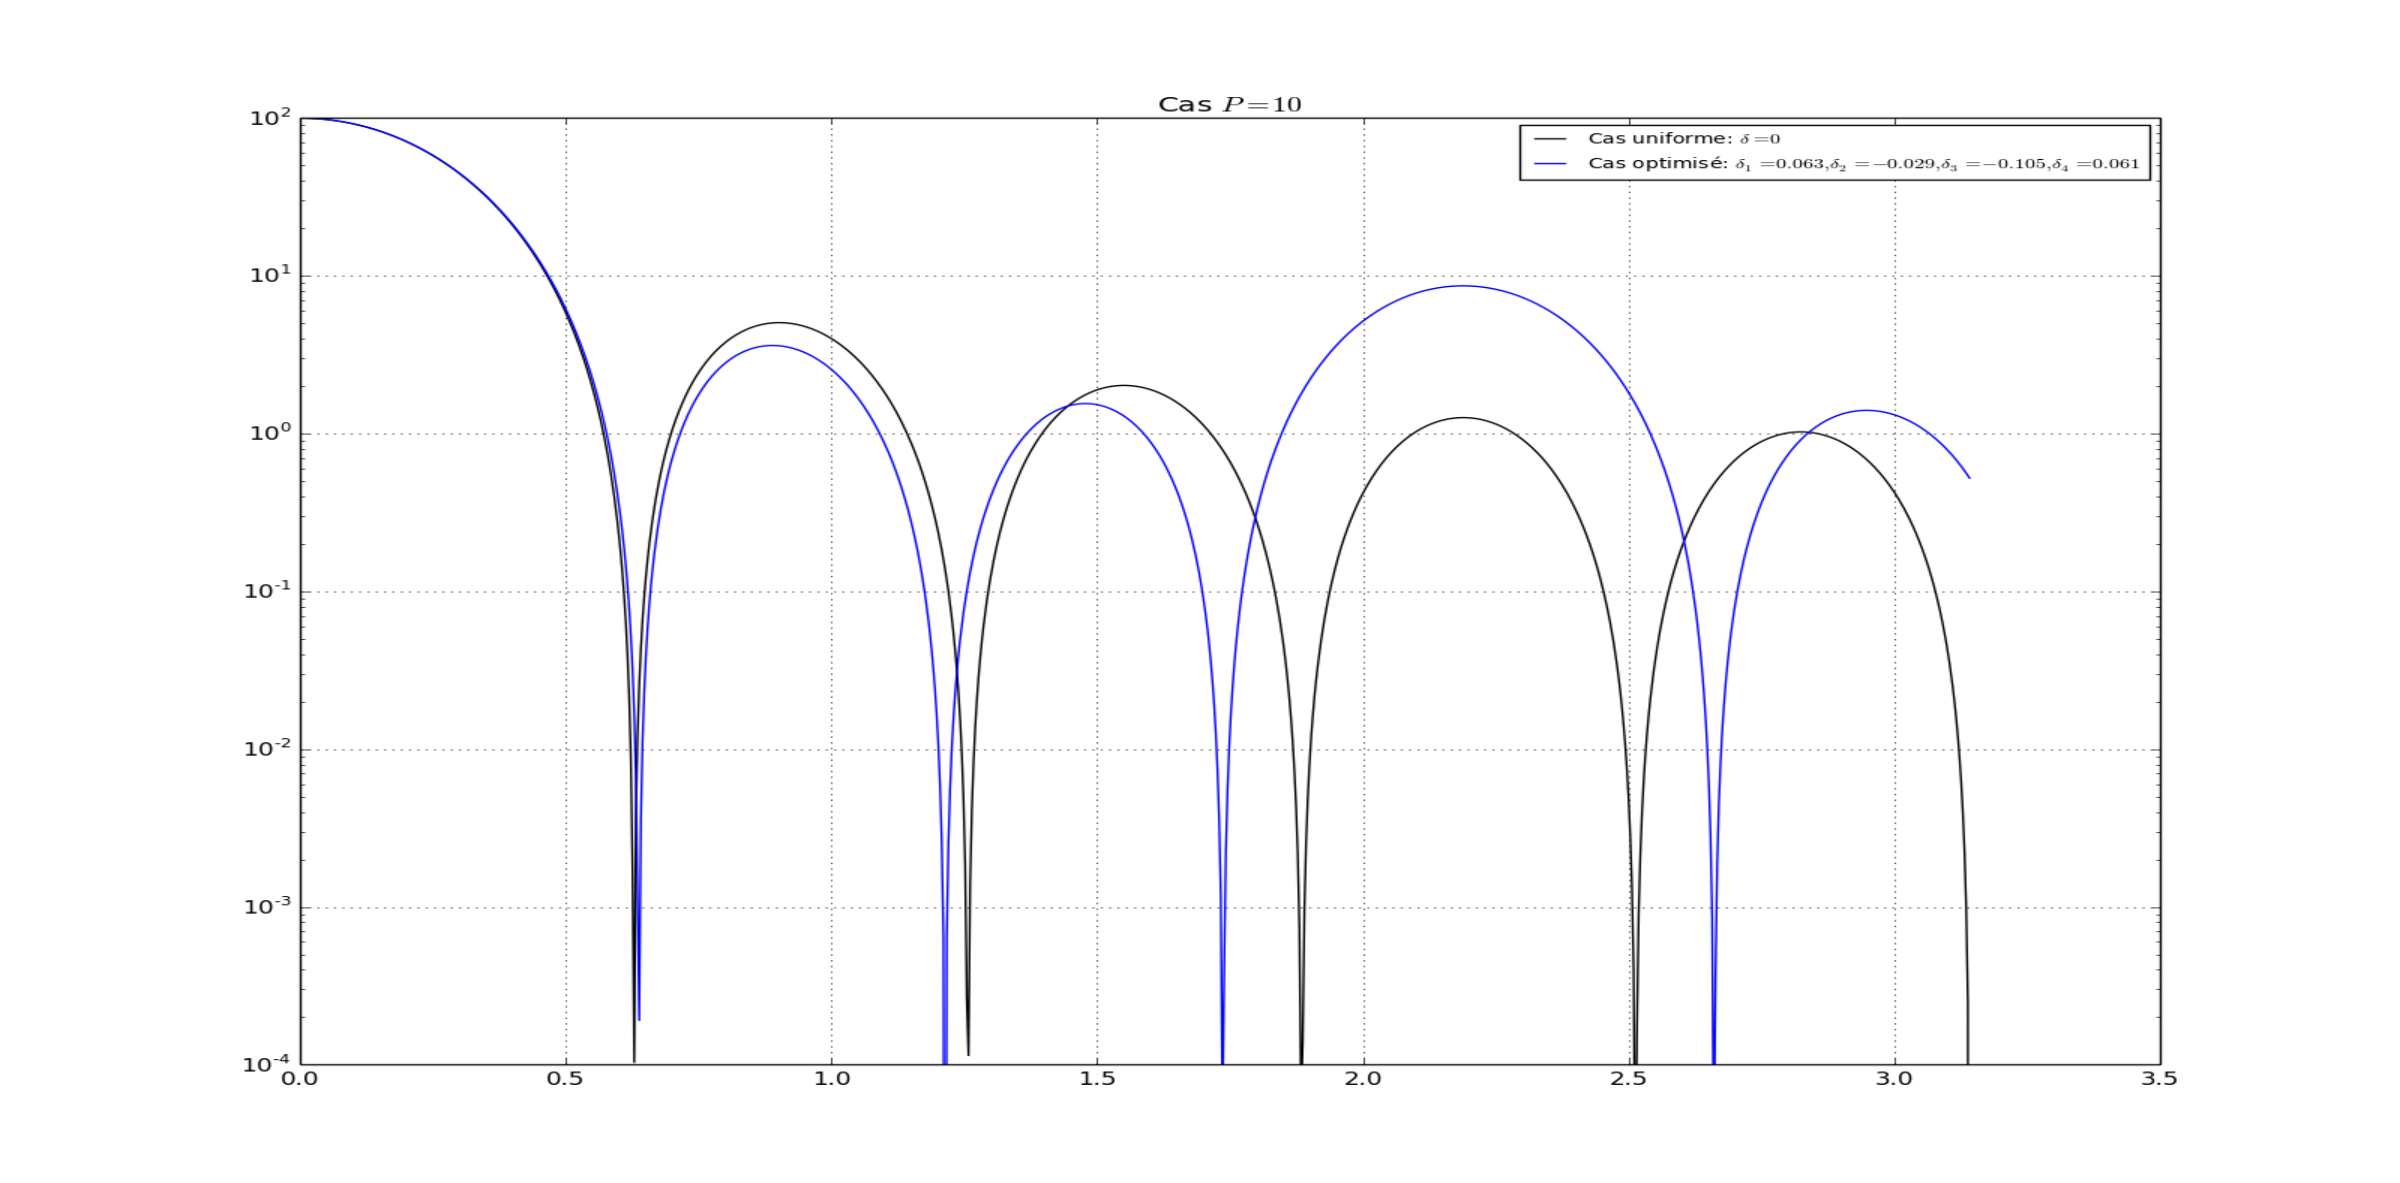 Cas P=10
Cas uniforme: δ=0
Cas optimisé: δ₁=0.063,δ₂=−0.029,δ₃=−0.105,δ₄=0.061
10²
10¹
10⁰
10⁻¹
10⁻²
10⁻³
10⁻⁴
0.0 0.5 1.0 1.5 2.0 2.5 3.0 3.5